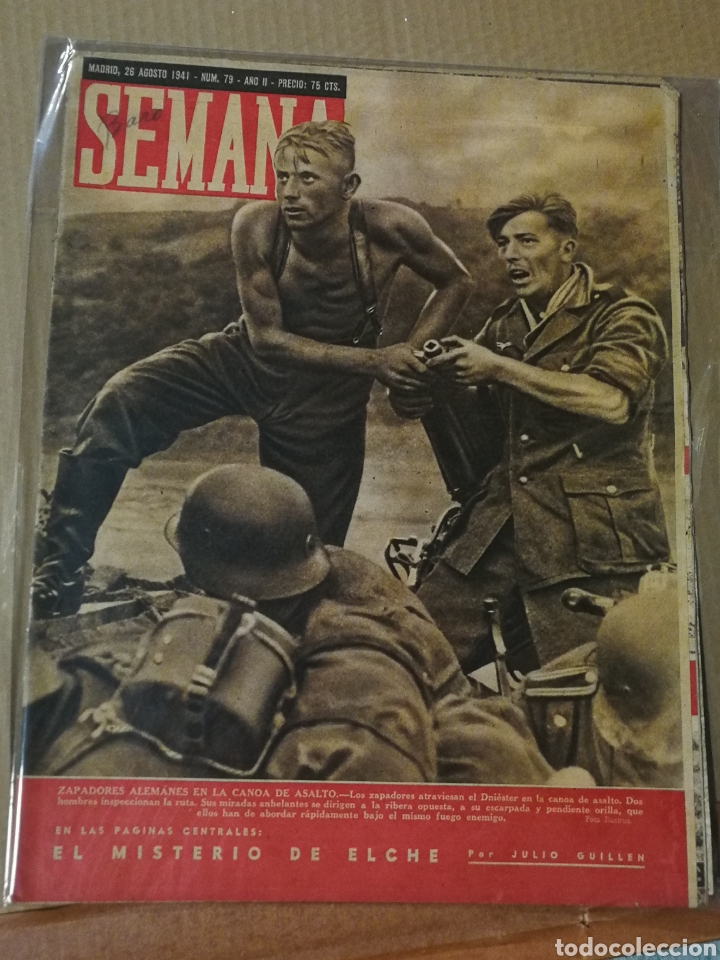 MADRID, 26 AGOSTO 1941 - NUM. 79 - AÑO II - PRECIO: 75 CTS.
SEMANA
ZAPADORES ALEMANES EN LA CANOA DE ASALTO.—Los zapadores atraviesan el Dniéster en la canoa de asalto. Dos
hombres inspeccionan la ruta. Sus miradas anhelantes se dirigen a la ribera opuesta, a su escarpada y pendiente orilla, que
ellos han de abordar rápidamente bajo el mismo fuego enemigo.
Foto
EN LAS PAGINAS CENTRALES:
EL MISTERIO DE ELCHE Por JULIO GUILLEN
todocoleccion